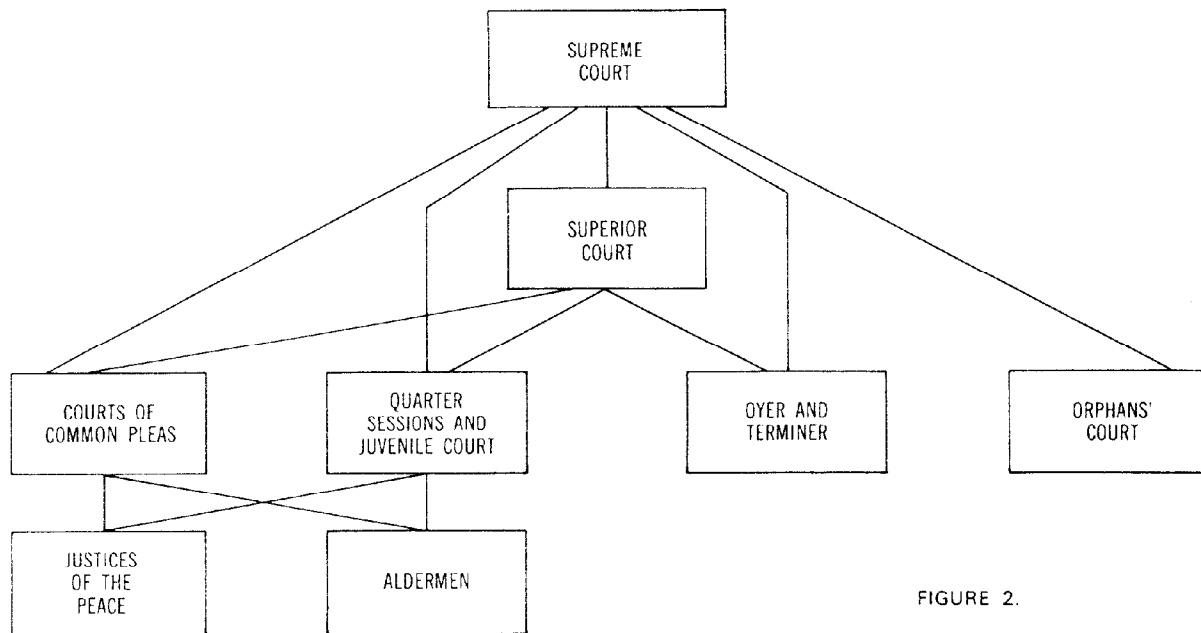 SUPREME
COURT
SUPERIOR
COURT
COURTS OF
COMMON PLEAS
QUARTER
SESSIONS AND
JUVENILE COURT
OYER AND
TERMINER
ORPHANS'
COURT
JUSTICES
OF THE
PEACE
ALDERMEN
FIGURE 2.